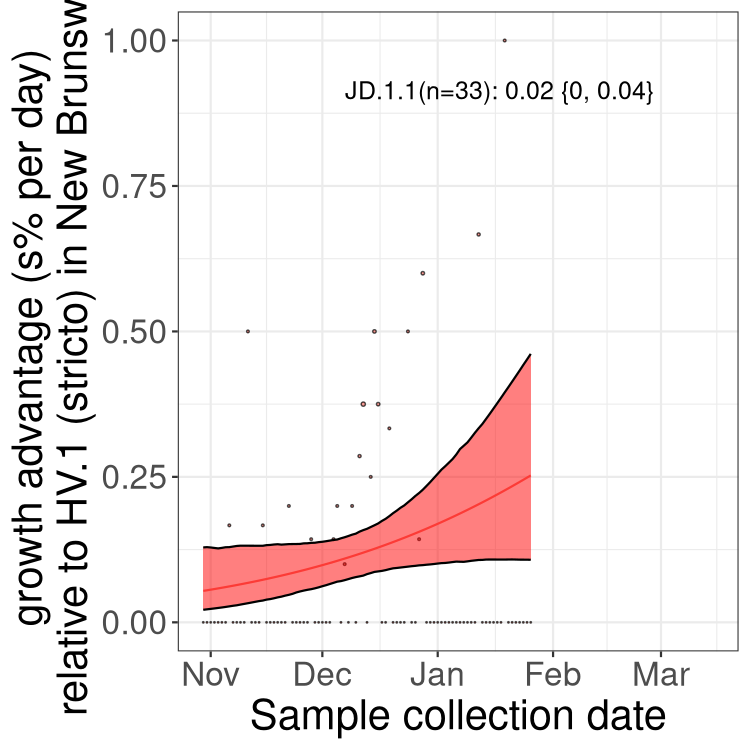 growth advantage (s% per day)
relative to HV.1 (stricto) in New Brunsw
1.00
0.75
0.50
0.25
0.00
JD.1.1(n=33): 0.02 {0, 0.04}
Nov Dec Jan Feb Mar
Sample collection date